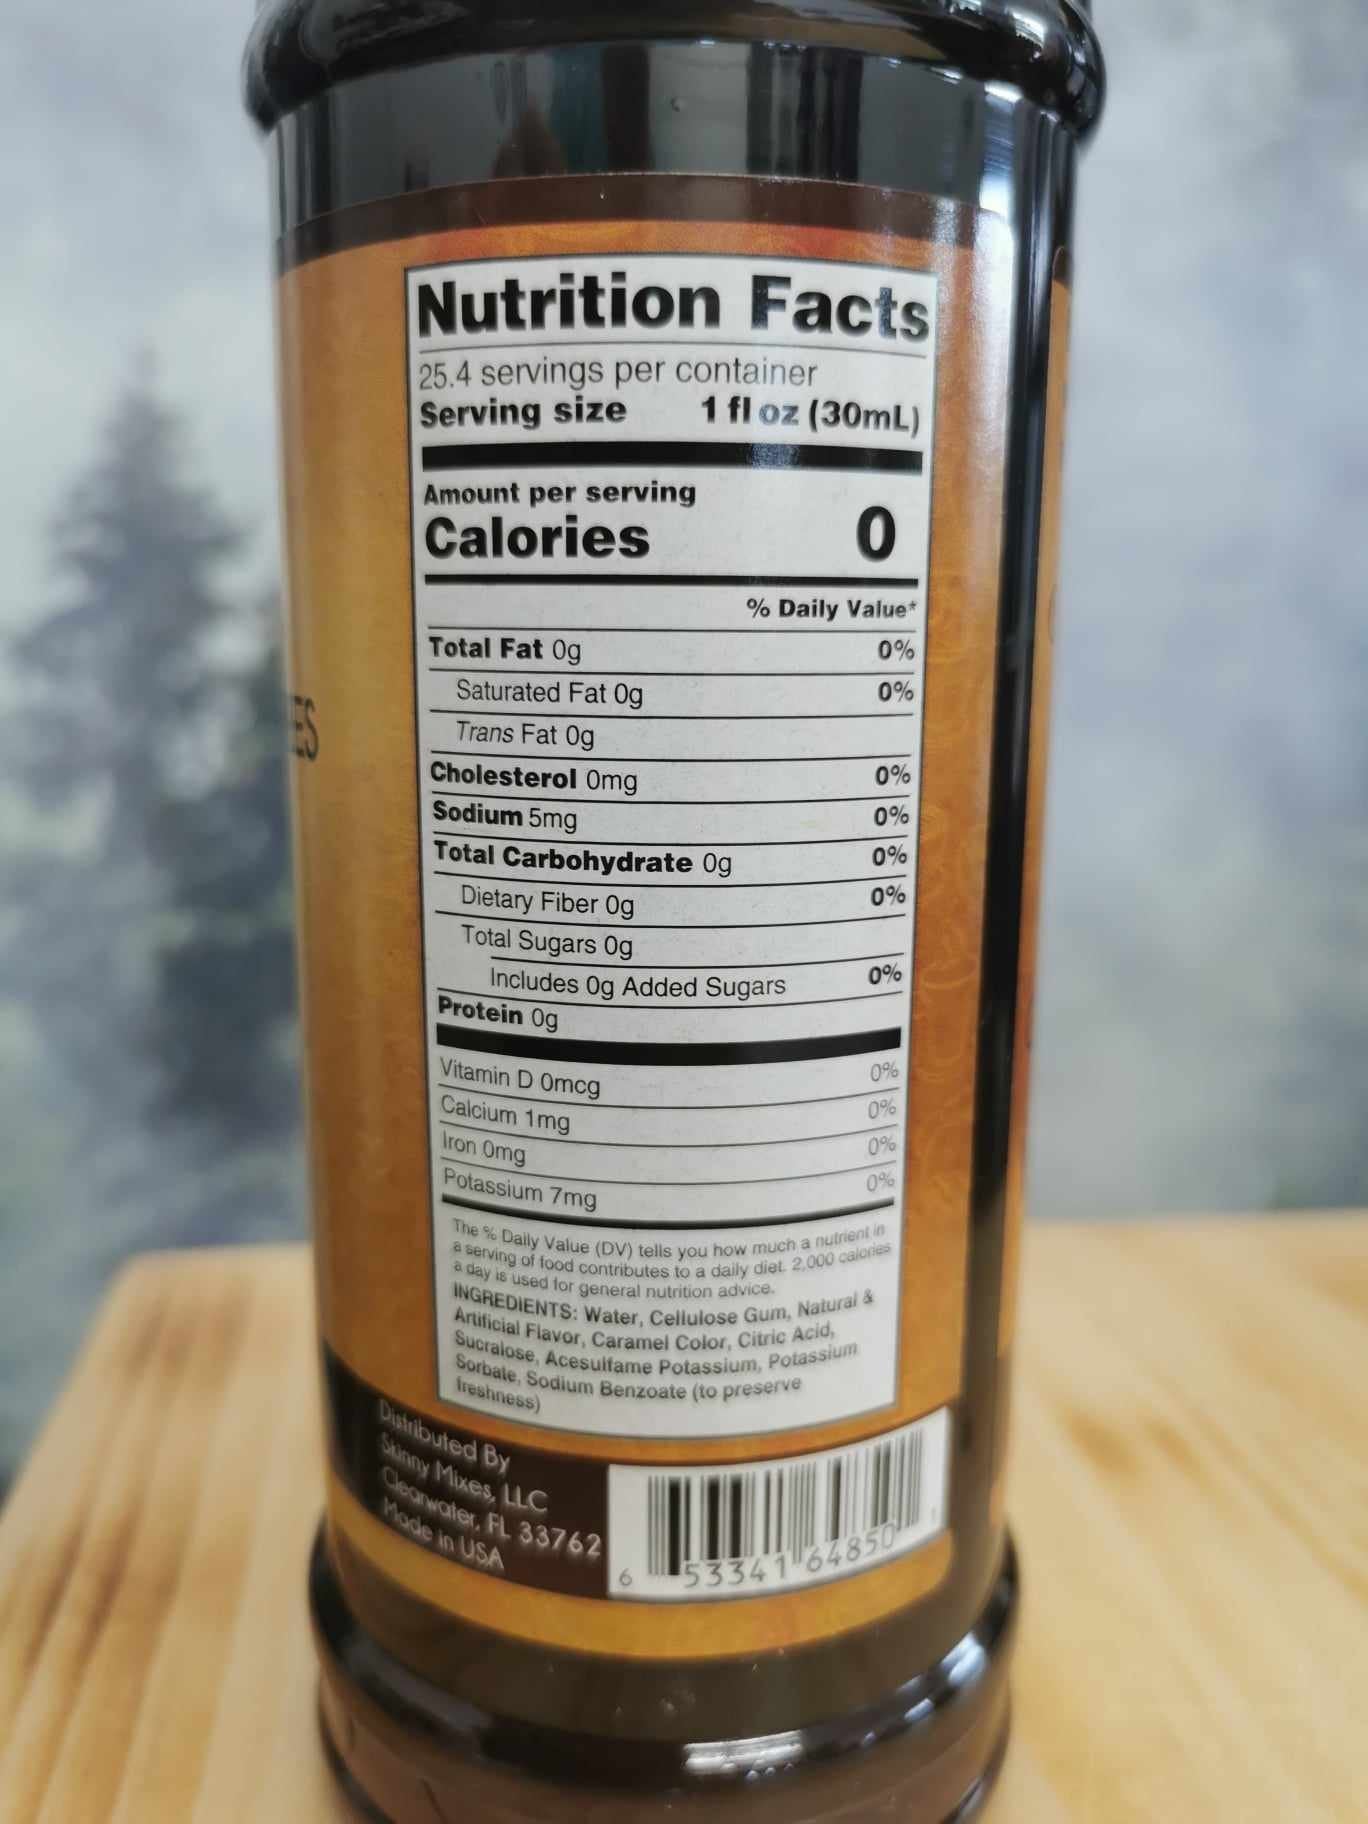 Nutrition Facts
25.4 servings per container
Serving size 1 fl oz (30mL)
Amount per serving
Calories 0
% Daily Value*
Total Fat 0g 0%
Saturated Fat 0g 0%
Trans Fat 0g
Cholesterol 0mg 0%
Sodium 5mg 0%
Total Carbohydrate 0g 0%
Dietary Fiber 0g 0%
Total Sugars 0g
Includes 0g Added Sugars 0%
Protein 0g
Vitamin D 0mcg 0%
Calcium 1mg 0%
Iron 0mg 0%
Potassium 7mg 0%
The % Daily Value (DV) tells you how much a nutrient in
a serving of food contributes to a daily diet. 2,000 calories
a day is used for general nutrition advice.
INGREDIENTS: Water, Cellulose Gum, Natural &
Artificial Flavor, Caramel Color, Citric Acid,
Sucralose, Acesulfame Potassium, Potassium
Sorbate, Sodium Benzoate (to preserve
freshness)
Distributed By
Skinny Mixes, LLC
Clearwater, FL 33762
Made in USA
6 53341 64850 1